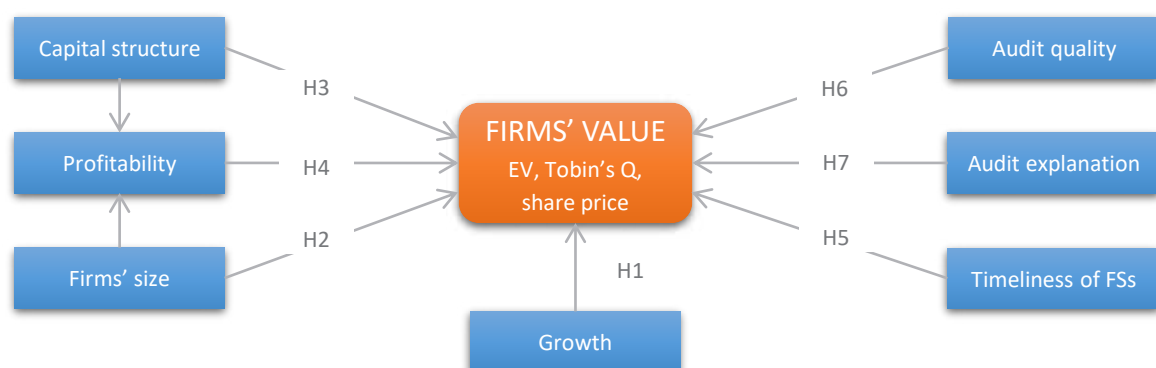 Capital structure
Audit quality
H3
H6
FIRMS’ VALUE
EV, Tobin’s Q,
share price
Profitability
H4
H7
Audit explanation
H2
H5
Firms’ size
H1
Timeliness of FSs
Growth